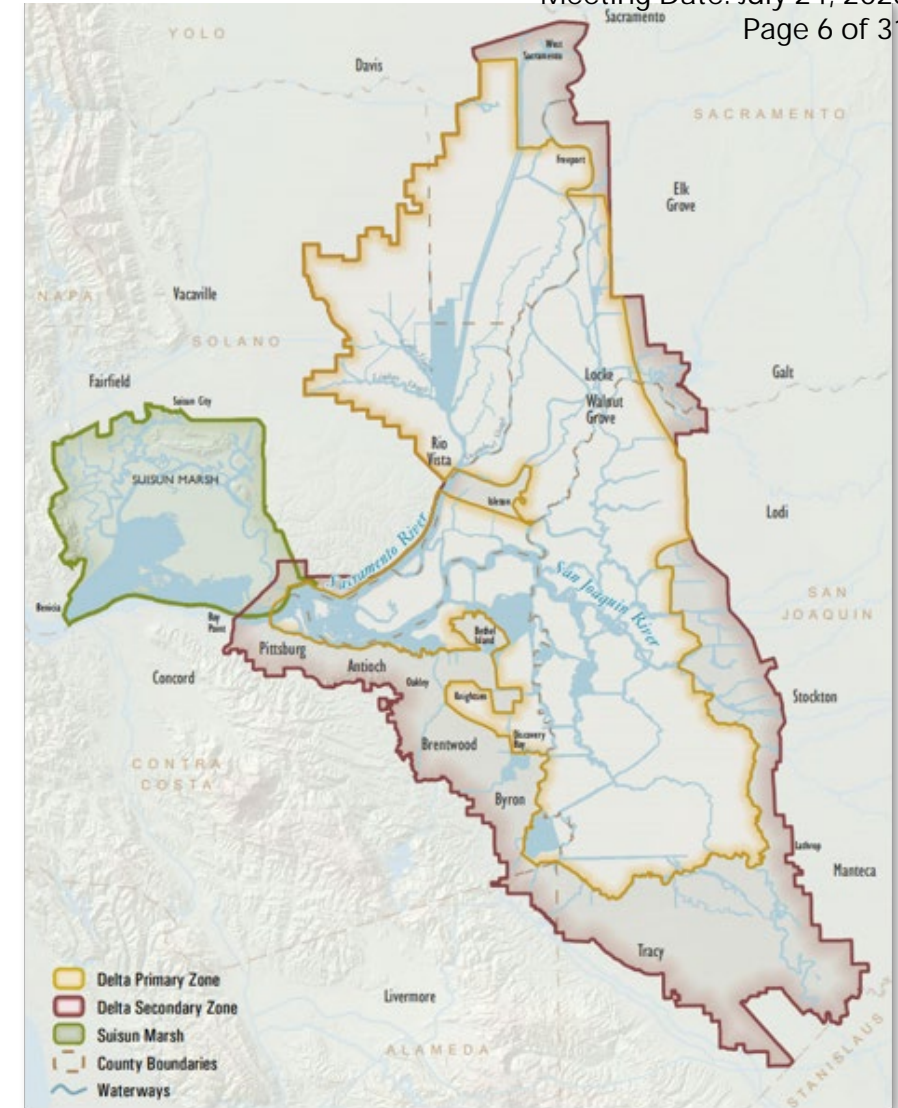 Meeting Date: July 21, 202
Page 6 of 31
Sacramento
YOLO
West
Sacramento
Davis
SACRAMENTO
Freeport
Elk
Grove
NAPA
Vacaville
SOLANO
Fairfield
Suisun City
Locke
Galt
Walnut
Grove
Rio
Vista
SUISUN MARSH
Isleton
Lodi
Sacramento River
San Joaquin River
SAN
JOAQUIN
Benicia
Bay
Point
Pittsburg
Bethel
Island
Antioch
Concord
Oakley
Knightsen
Stockton
Discovery
Bay
Brentwood
CONTRA
COSTA
Byron
Lathrop
Manteca
Tracy
Livermore
ALAMEDA
STANISLAUS
Delta Primary Zone
Delta Secondary Zone
Suisun Marsh
County Boundaries
Waterways